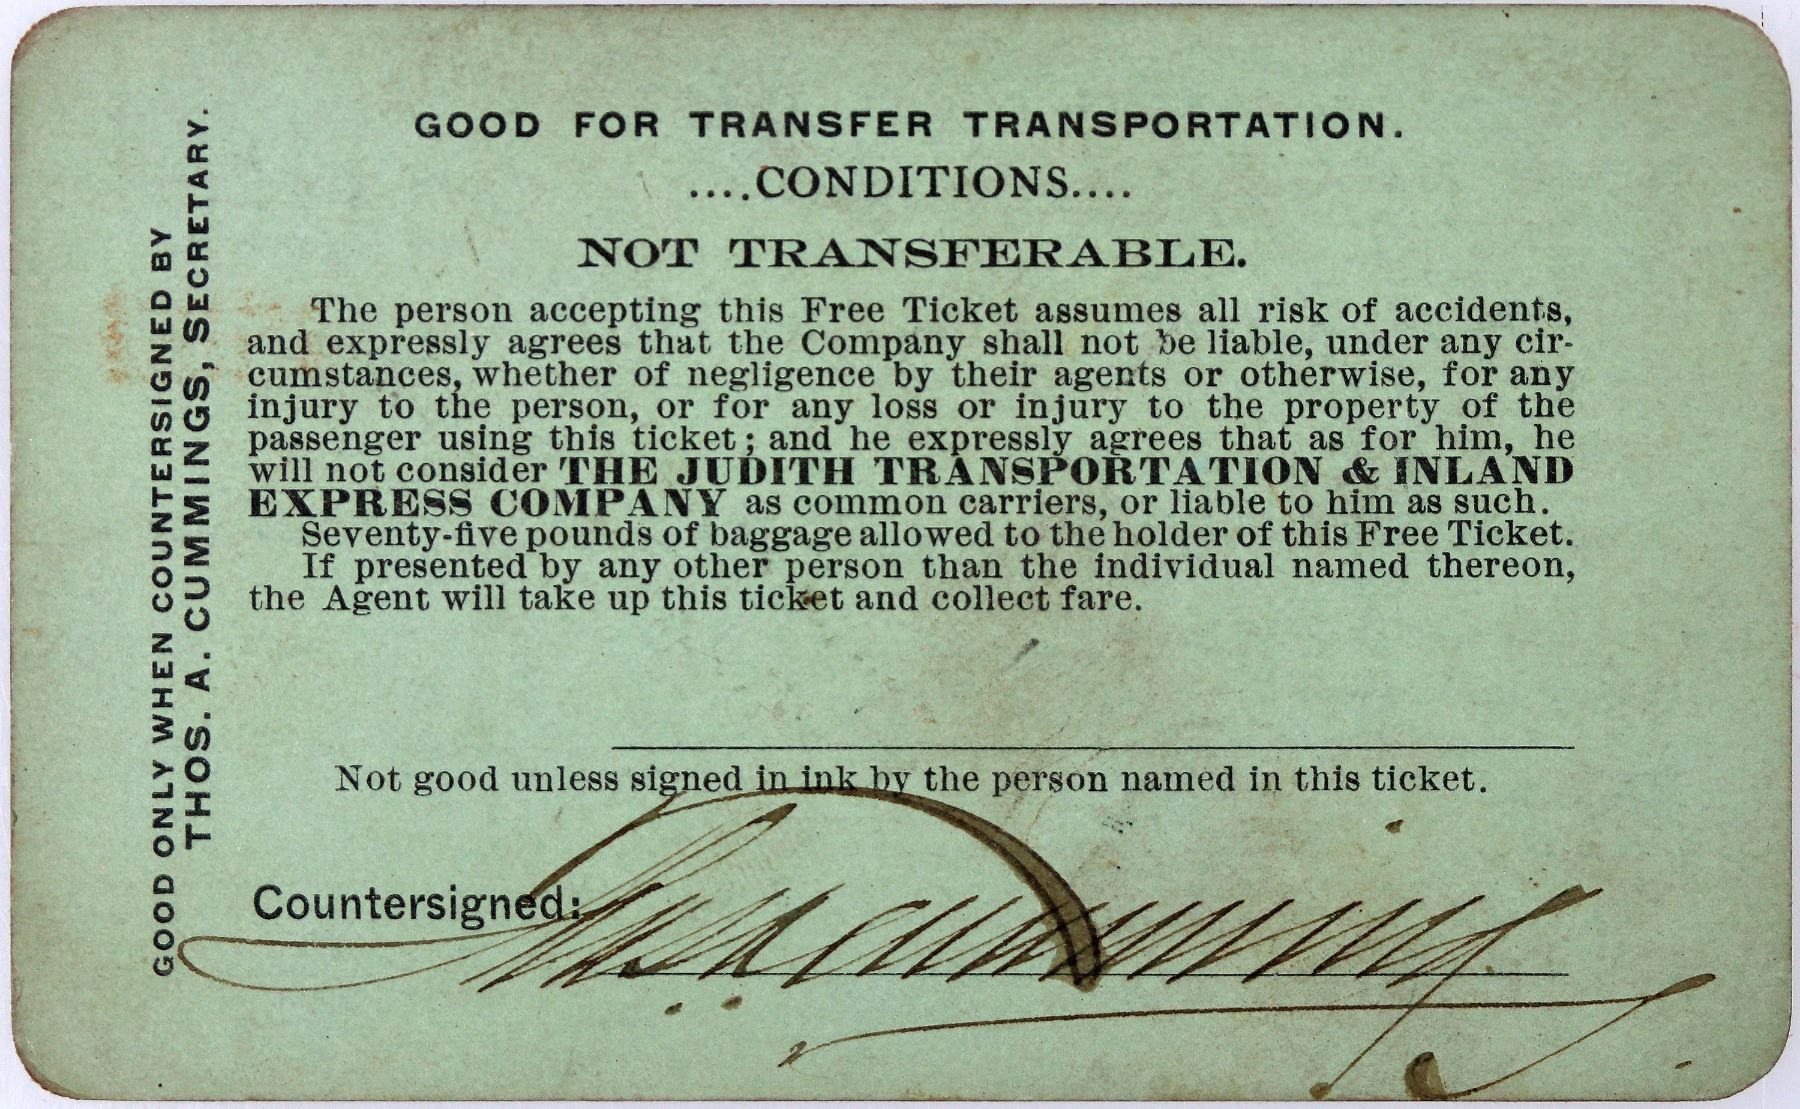 GOOD ONLY WHEN COUNTERSIGNED BY
THOS. A. CUMMINGS, SECRETARY.
GOOD FOR TRANSFER TRANSPORTATION.
....CONDITIONS....
NOT TRANSFERABLE.
The person accepting this Free Ticket assumes all risk of accidents,
and expressly agrees that the Company shall not be liable, under any cir-
cumstances, whether of negligence by their agents or otherwise, for any
injury to the person, or for any loss or injury to the property of the
passenger using this ticket; and he expressly agrees that as for him, he
will not consider THE JUDITH TRANSPORTATION & INLAND
EXPRESS COMPANY as common carriers, or liable to him as such.
Seventy-five pounds of baggage allowed to the holder of this Free Ticket.
If presented by any other person than the individual named thereon,
the Agent will take up this ticket and collect fare.
Not good unless signed in ink by the person named in this ticket.
Countersigned: Thos A Cummings